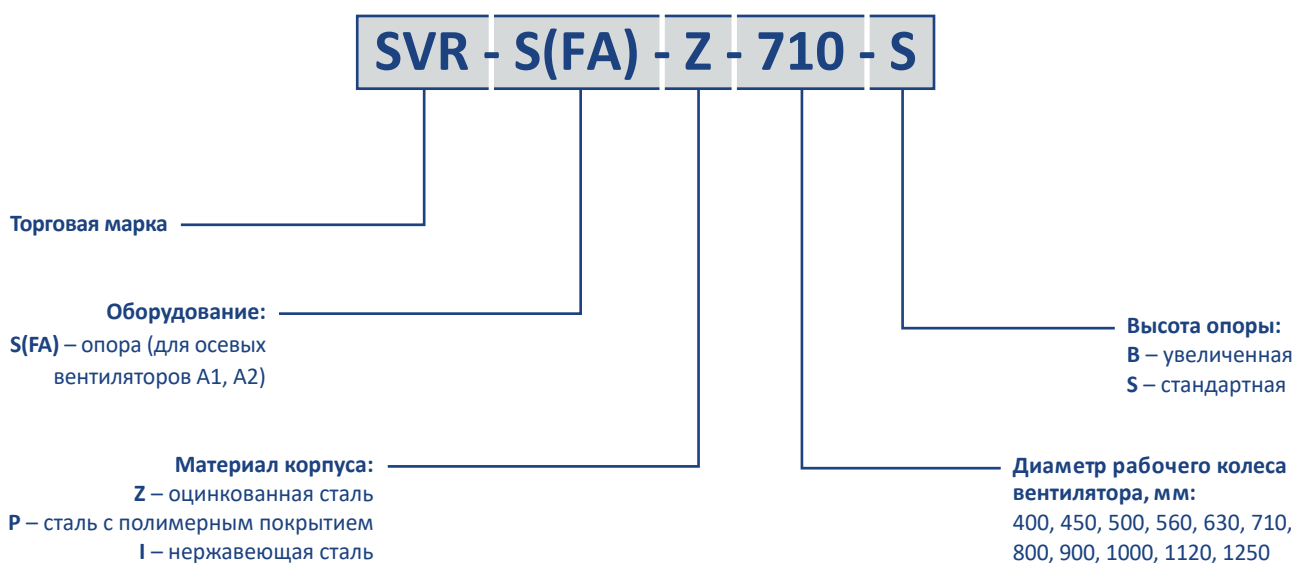 SVR - S(FA) - Z - 710 - S
Торговая марка
Оборудование:
S(FA) – опора (для осевых
вентиляторов А1, А2)
Материал корпуса:
Z – оцинкованная сталь
P – сталь с полимерным покрытием
I – нержавеющая сталь
Высота опоры:
B – увеличенная
S – стандартная
Диаметр рабочего колеса
вентилятора, мм:
400, 450, 500, 560, 630, 710,
800, 900, 1000, 1120, 1250